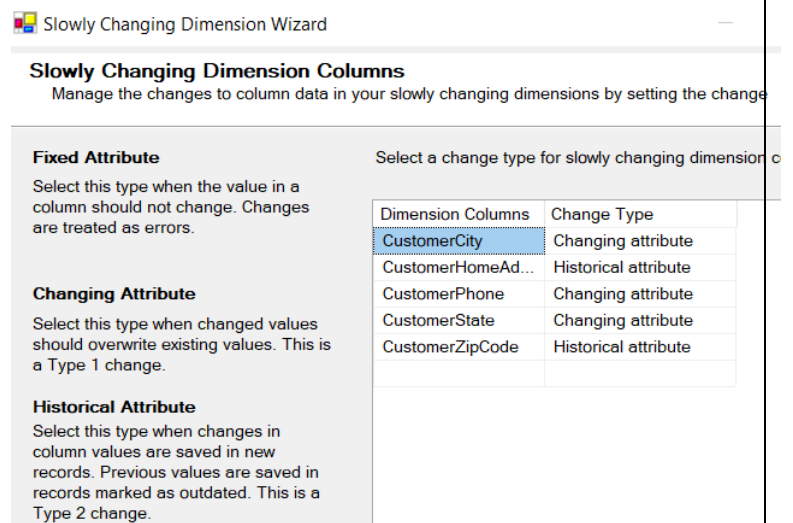 Slowly Changing Dimension Wizard
Slowly Changing Dimension Columns
Manage the changes to column data in your slowly changing dimensions by setting the change
Fixed Attribute
Select this type when the value in a
column should not change. Changes
are treated as errors.
Changing Attribute
Select this type when changed values
should overwrite existing values. This is
a Type 1 change.
Historical Attribute
Select this type when changes in
column values are saved in new
records. Previous values are saved in
records marked as outdated. This is a
Type 2 change.
Select a change type for slowly changing dimension
Dimension Columns Change Type
CustomerCity Changing attribute
CustomerHomeAd... Historical attribute
CustomerPhone Changing attribute
CustomerState Changing attribute
CustomerZipCode Historical attribute